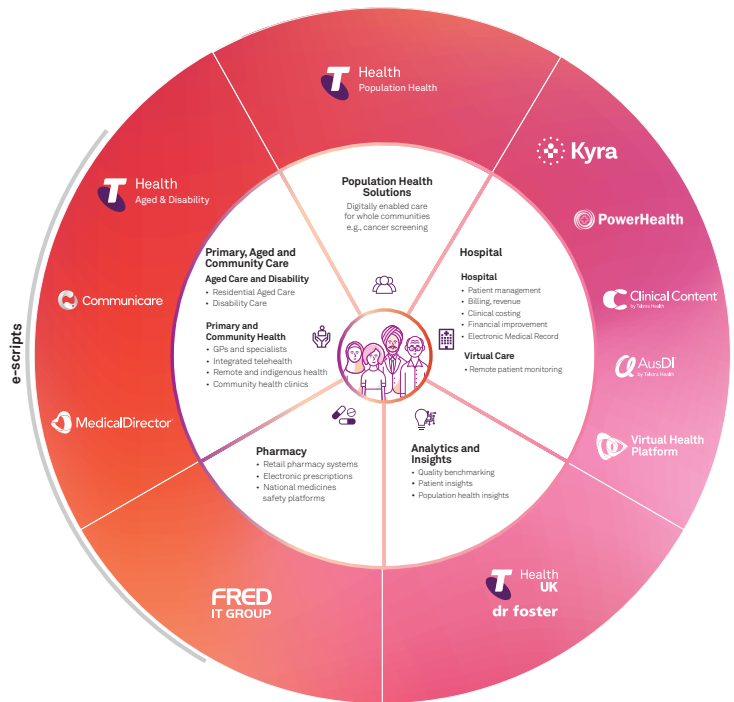 T Health
Population Health
Kyra
PowerHealth
Clinical Content
by Telstra Health
AusDI
by Telstra Health
Virtual Health
Platform
T Health
UK
dr foster
FRED
IT GROUP
MedicalDirector
Communicare
T Health
Aged & Disability
e-scripts
Population Health
Solutions
Digitally enabled care
for whole communities
e.g., cancer screening
Hospital
Hospital
• Patient management
• Billing, revenue
• Clinical costing
• Financial improvement
• Electronic Medical Record
Virtual Care
• Remote patient monitoring
Analytics and
Insights
• Quality benchmarking
• Patient insights
• Population health insights
Pharmacy
• Retail pharmacy systems
• Electronic prescriptions
• National medicines
safety platforms
Primary, Aged and
Community Care
Aged Care and Disability
• Residential Aged Care
• Disability Care
Primary and
Community Health
• GPs and specialists
• Integrated telehealth
• Remote and indigenous health
• Community health clinics